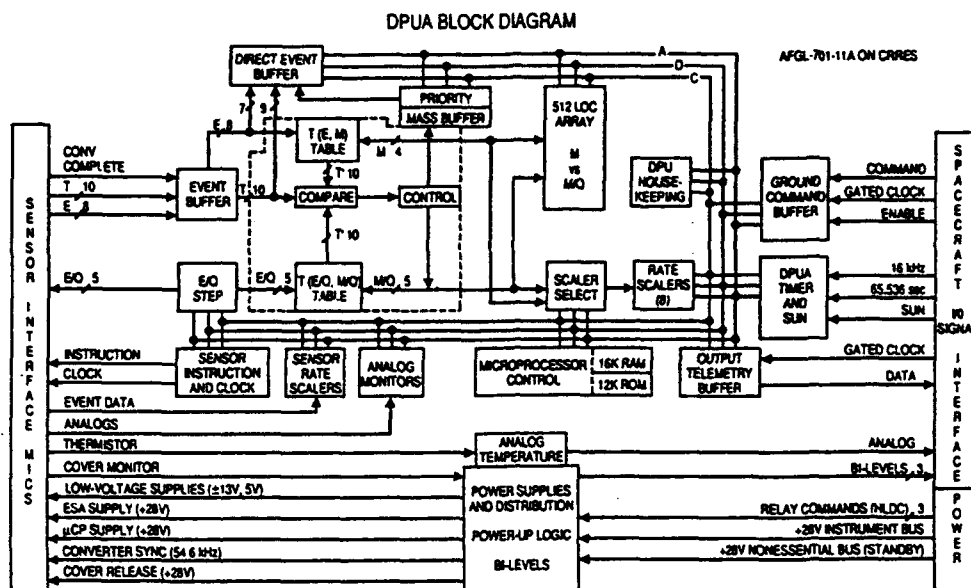 DPUA BLOCK DIAGRAM
AFGL-701-11A ON CRRES
DIRECT EVENT
BUFFER
A
D
C
7
9
PRIORITY
MASS BUFFER
512 LOC
ARRAY
M
vs
M/Q
E 8
T (E, M)
TABLE
M 4
T' 10
CONV
COMPLETE
T 10
E 8
EVENT
BUFFER
T 10
COMPARE
CONTROL
T' 10
DPU
HOUSE-
KEEPING
GROUND
COMMAND
BUFFER
COMMAND
GATED CLOCK
ENABLE
E/Q 5
E/Q
STEP
E/Q 5
T (E/Q, M/Q)
TABLE
M/Q 5
SCALER
SELECT
RATE
SCALERS
(8)
DPUA
TIMER
AND
SUN
16 kHz
65.536 sec
SUN
INSTRUCTION
CLOCK
SENSOR
INSTRUCTION
AND CLOCK
SENSOR
RATE
SCALERS
ANALOG
MONITORS
MICROPROCESSOR
CONTROL
16K RAM
12K ROM
OUTPUT
TELEMETRY
BUFFER
GATED CLOCK
DATA
EVENT DATA
ANALOGS
THERMISTOR
COVER MONITOR
LOW-VOLTAGE SUPPLIES (±13V, 5V)
ESA SUPPLY (+28V)
μCP SUPPLY (+28V)
CONVERTER SYNC (54.6 kHz)
COVER RELEASE (+28V)
ANALOG
TEMPERATURE
POWER SUPPLIES
AND DISTRIBUTION
POWER-UP LOGIC
BI-LEVELS
ANALOG
BI-LEVELS 3
RELAY COMMANDS (HLDC) 3
+28V INSTRUMENT BUS
+28V NONESSENTIAL BUS (STANDBY)
SENSOR INTERFACE MICS
SPACECRAFT
I/O
SIGNAL
INTERFACE
POWER